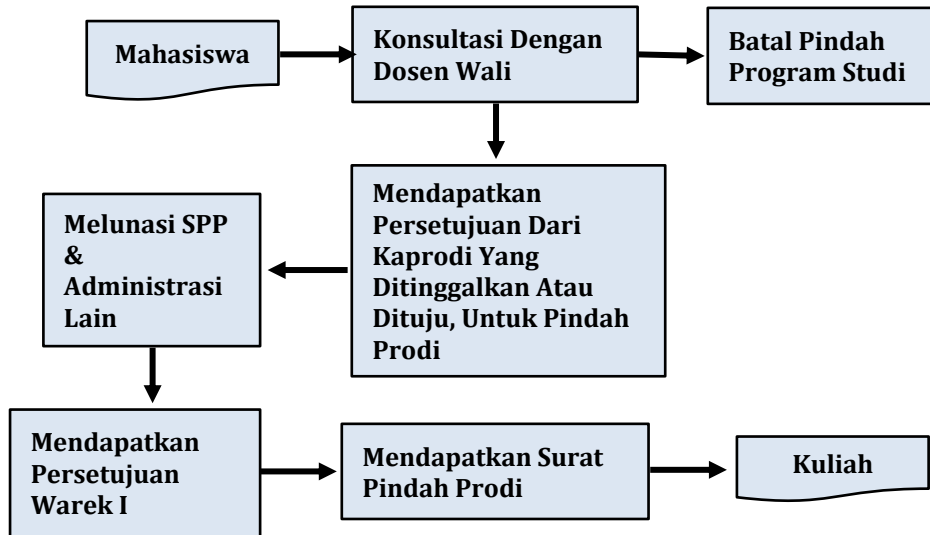 Mahasiswa
Konsultasi Dengan
Dosen Wali
Batal Pindah
Program Studi
Mendapatkan
Persetujuan Dari
Kaprodi Yang
Ditinggalkan Atau
Dituju, Untuk Pindah
Prodi
Melunasi SPP
&
Administrasi
Lain
Mendapatkan
Persetujuan
Warek I
Mendapatkan Surat
Pindah Prodi
Kuliah